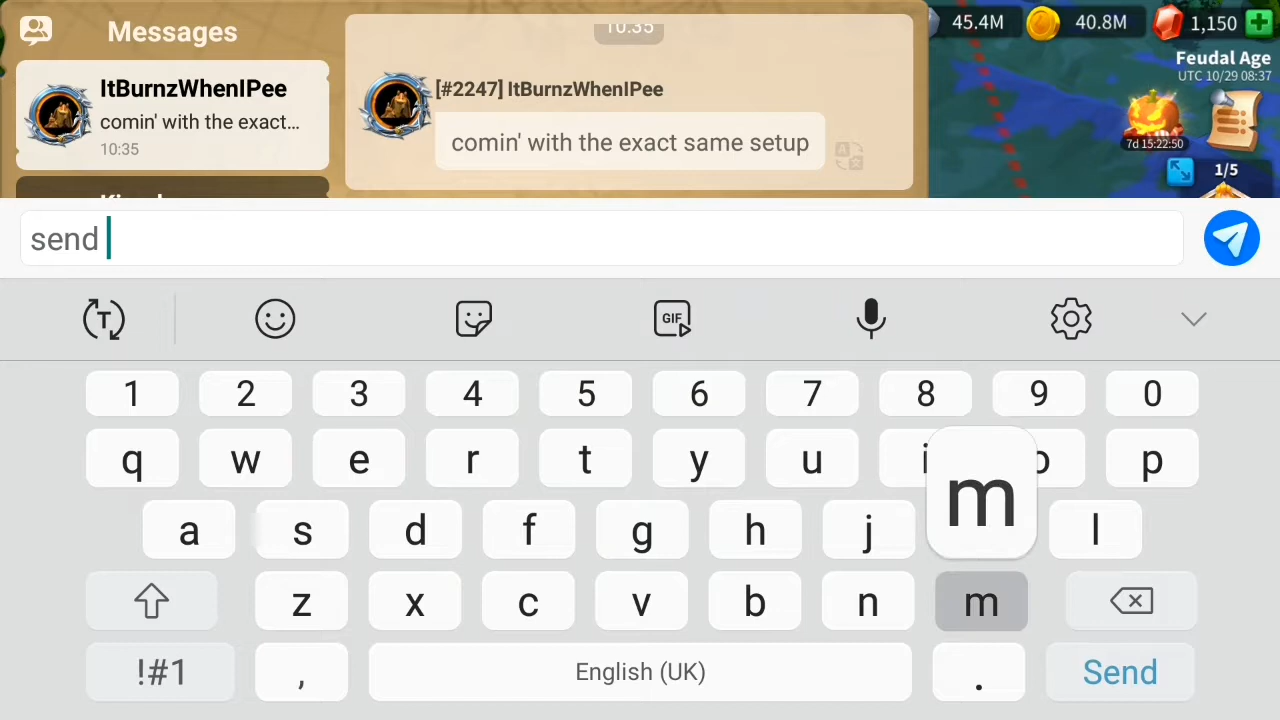 Messages
ItBurnzWhenIPee
comin' with the exact...
10:35
10:35
[#2247] ItBurnzWhenIPee
comin' with the exact same setup
45.4M
40.8M
1,150
Feudal Age
UTC 10/29 08:37
7d 15:22:50
1/5
send
T
GIF
1 2 3 4 5 6 7 8 9 0
q w e r t y u i o p
a s d f g h j m l
z x c v b n m
!#1 , English (UK) . Send